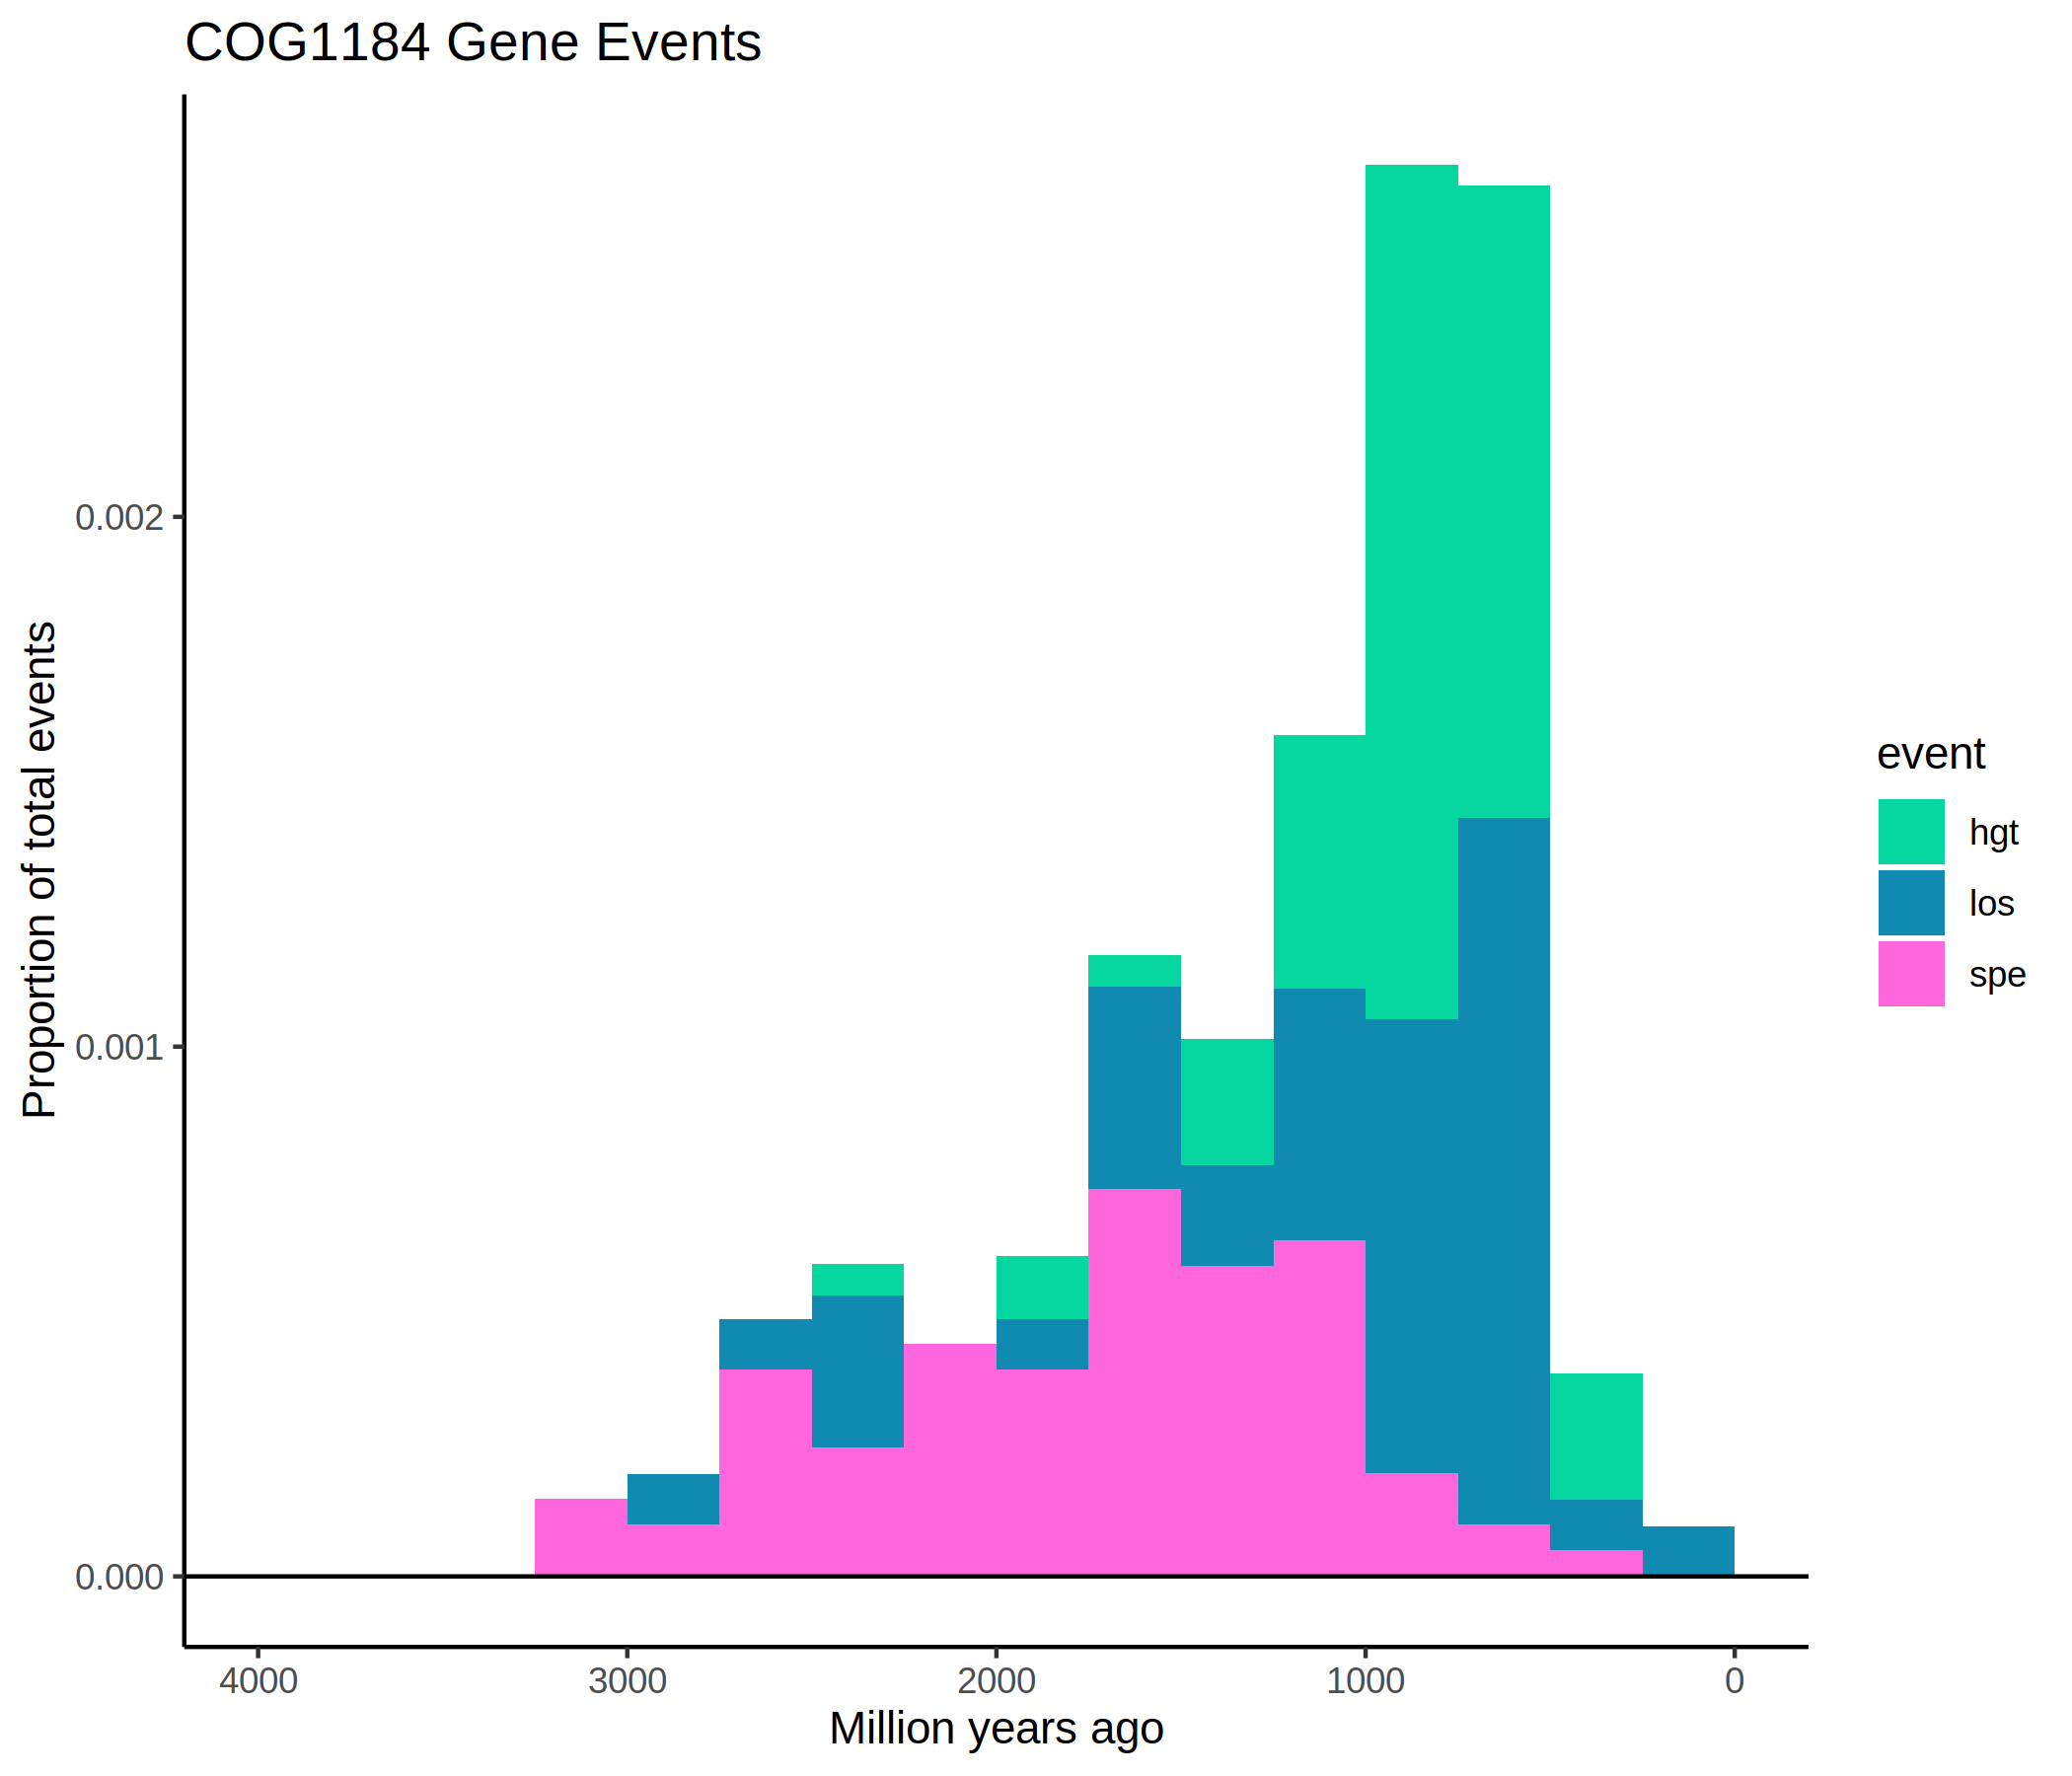 COG1184 Gene Events
Proportion of total events
0.002
0.001
0.000
4000 3000 2000 1000 0
Million years ago
event
hgt
los
spe